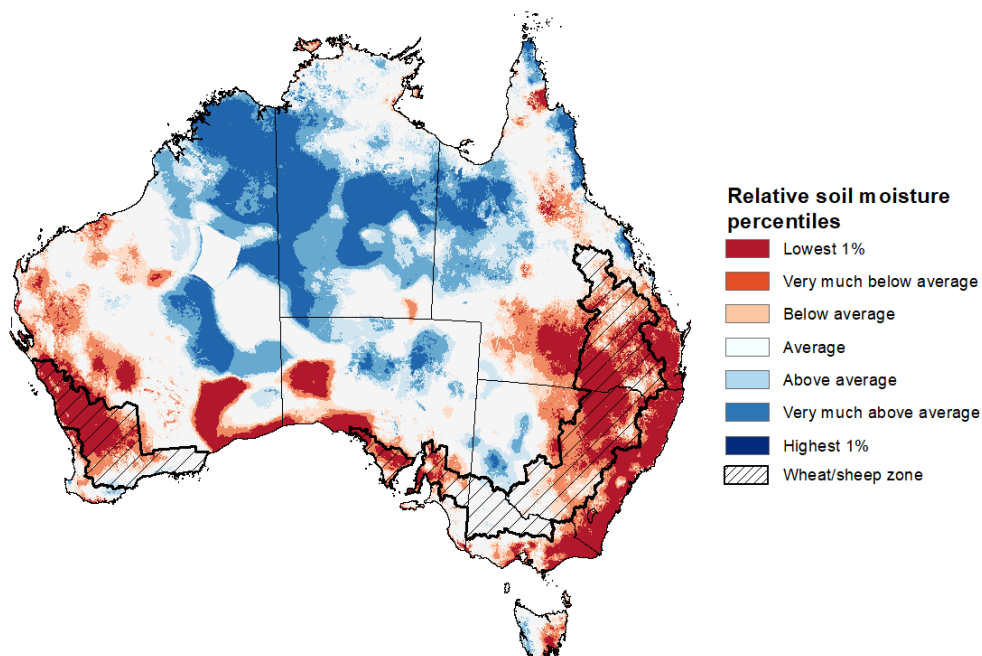 Relative soil moisture
percentiles
Lowest 1%
Very much below average
Below average
Average
Above average
Very much above average
Highest 1%
Wheat/sheep zone